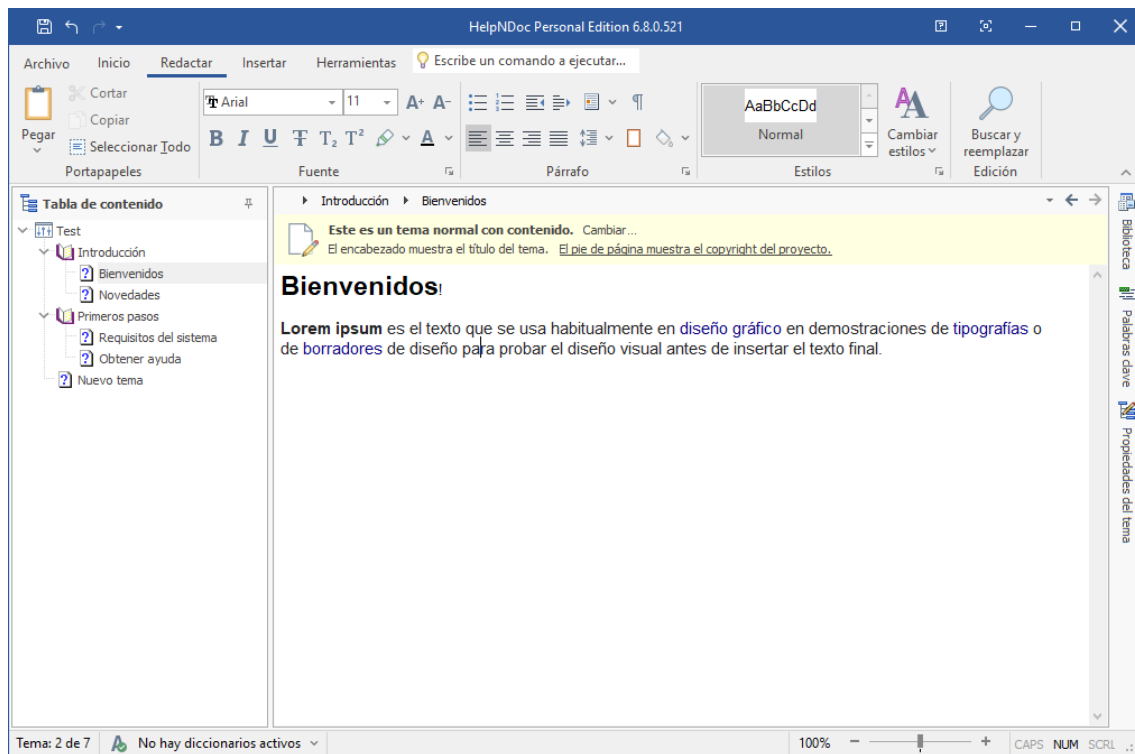 HelpNDoc Personal Edition 6.8.0.521
Archivo Inicio Redactar Insertar Herramientas Escribe un comando a ejecutar...
Pegar
Cortar
Copiar
Seleccionar Todo
Portapapeles
Arial 11 A+ A-
B I U T T₂ T² A
Fuente
Párrafo
AaBbCcDd
Normal
Estilos
Cambiar
estilos
Buscar y
reemplazar
Edición
Tabla de contenido
Test
Introducción
Bienvenidos
Novedades
Primeros pasos
Requisitos del sistema
Obtener ayuda
Nuevo tema
Introducción Bienvenidos
Este es un tema normal con contenido. Cambiar...
El encabezado muestra el título del tema. El pie de página muestra el copyright del proyecto.
Bienvenidos!
Lorem ipsum es el texto que se usa habitualmente en diseño gráfico en demostraciones de tipografías o
de borradores de diseño para probar el diseño visual antes de insertar el texto final.
Biblioteca
Palabras clave
Propiedades del tema
Tema: 2 de 7 No hay diccionarios activos 100% CAPS NUM SCRL